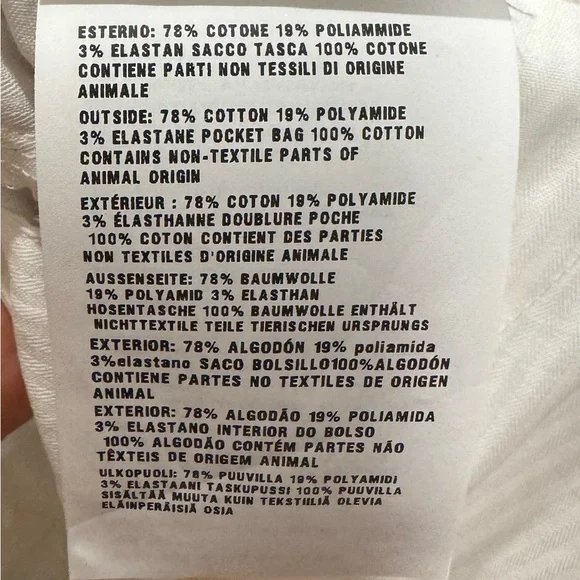 ESTERNO: 78% COTONE 19% POLIAMMIDE
3% ELASTAN SACCO TASCA 100% COTONE
CONTIENE PARTI NON TESSILI DI ORIGINE
ANIMALE
OUTSIDE: 78% COTTON 19% POLYAMIDE
3% ELASTANE POCKET BAG 100% COTTON
CONTAINS NON-TEXTILE PARTS OF
ANIMAL ORIGIN
EXTÉRIEUR : 78% COTON 19% POLYAMIDE
3% ÉLASTHANNE DOUBLURE POCHE
100% COTON CONTIENT DES PARTIES
NON TEXTILES D'ORIGINE ANIMALE
AUSSENSEITE: 78% BAUMWOLLE
19% POLYAMID 3% ELASTHAN
HOSENTASCHE 100% BAUMWOLLE ENTHÄLT
NICHTTEXTILE TEILE TIERISCHEN URSPRUNGS
EXTERIOR: 78% ALGODÓN 19% poliamida
3%elastano SACO BOLSILLO100%ALGODÓN
CONTIENE PARTES NO TEXTILES DE ORIGEN
ANIMAL
EXTERIOR: 78% ALGODÃO 19% POLIAMIDA
3% ELASTANO INTERIOR DO BOLSO
100% ALGODÃO CONTÉM PARTES NÃO
TÊXTEIS DE ORIGEM ANIMAL
ULKOPUOLI: 78% PUUVILLA 19% POLYAMIDI
3% ELASTAANI TASKUPUSSI 100% PUUVILLA
SISÄLTÄÄ MUUTA KUIN TEKSTIILIÄ OLEVIA
ELÄINPERÄISIÄ OSIA